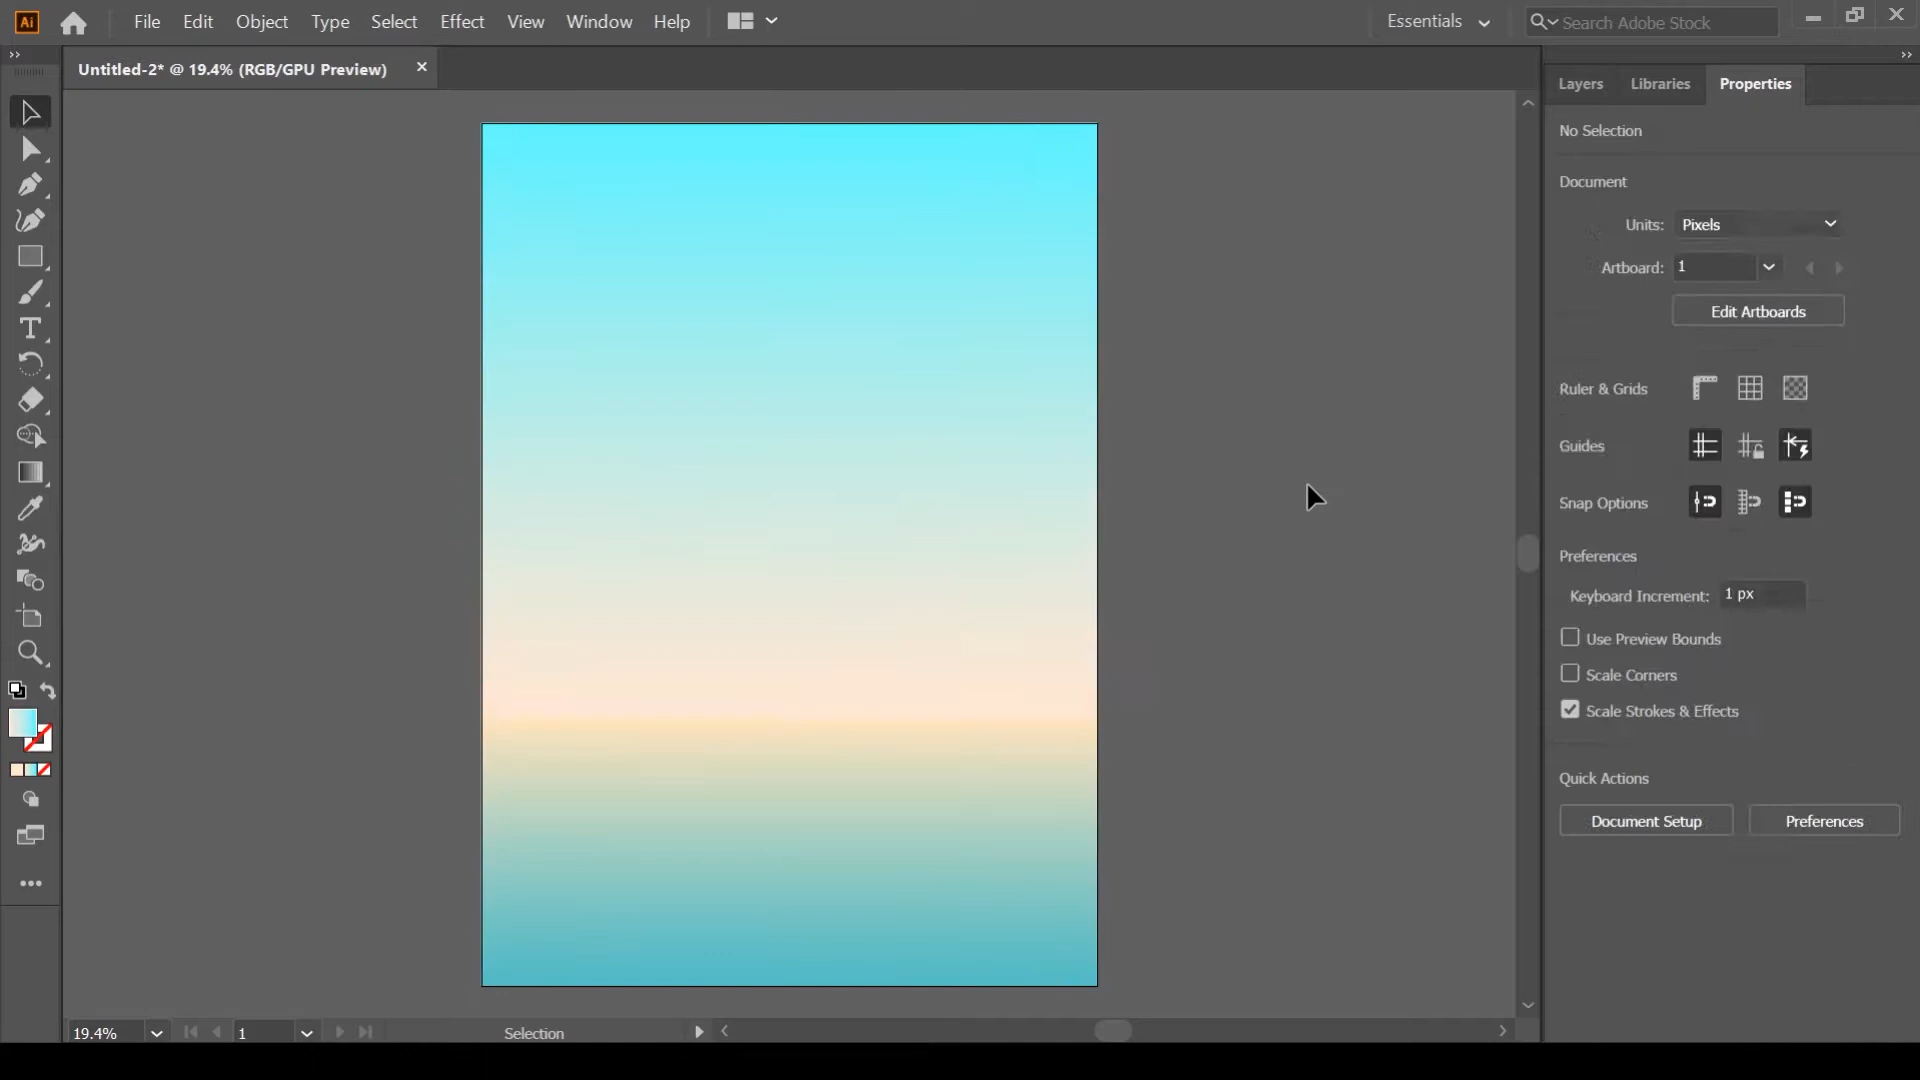 Ai File Edit Object Type Select Effect View Window Help Essentials Search Adobe Stock
Untitled-2* @ 19.4% (RGB/GPU Preview) ×
Layers Libraries Properties
No Selection
Document
Units: Pixels
Artboard: 1
Edit Artboards
Ruler & Grids
Guides
Snap Options
Preferences
Keyboard Increment: 1 px
Use Preview Bounds
Scale Corners
Scale Strokes & Effects
Quick Actions
Document Setup Preferences
19.4% 1 Selection